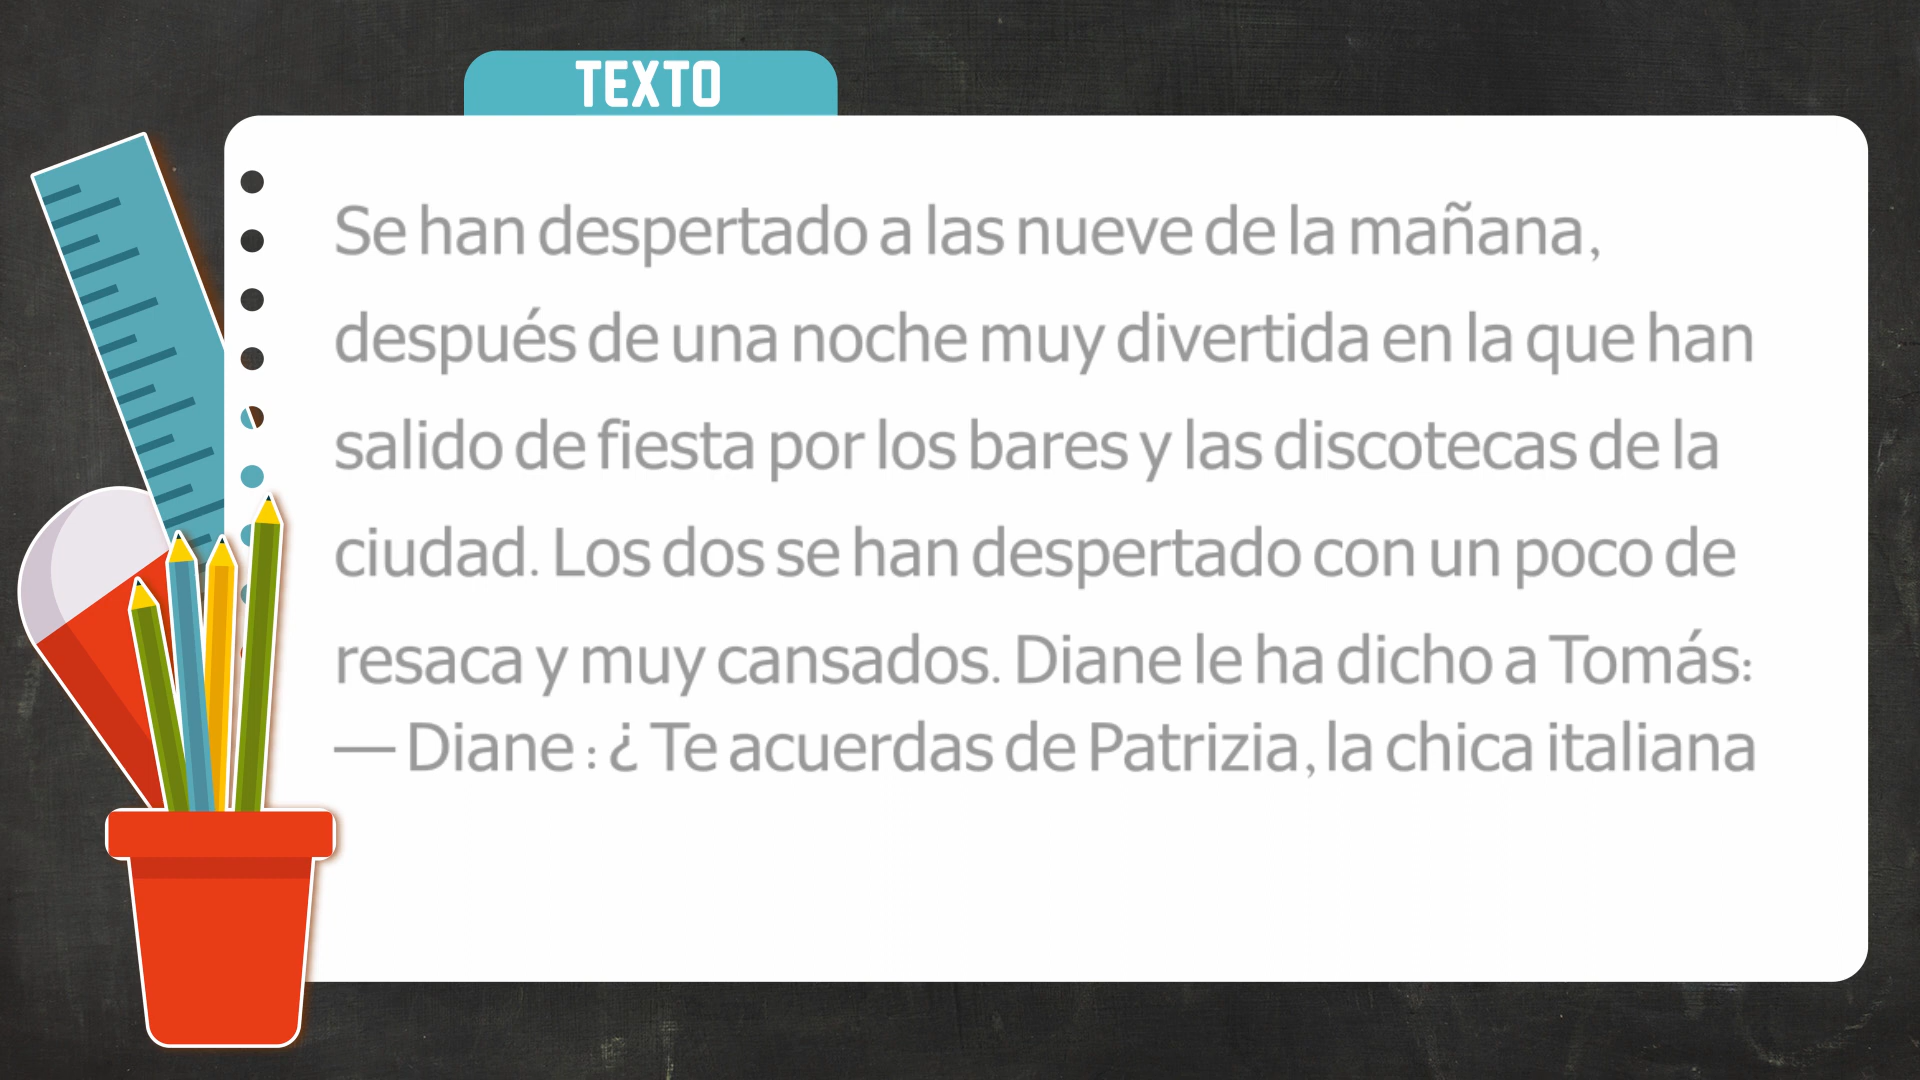 TEXTO
Se han despertado a las nueve de la mañana,
después de una noche muy divertida en la que han
salido de fiesta por los bares y las discotecas de la
ciudad. Los dos se han despertado con un poco de
resaca y muy cansados. Diane le ha dicho a Tomás:
— Diane : ¿ Te acuerdas de Patrizia, la chica italiana